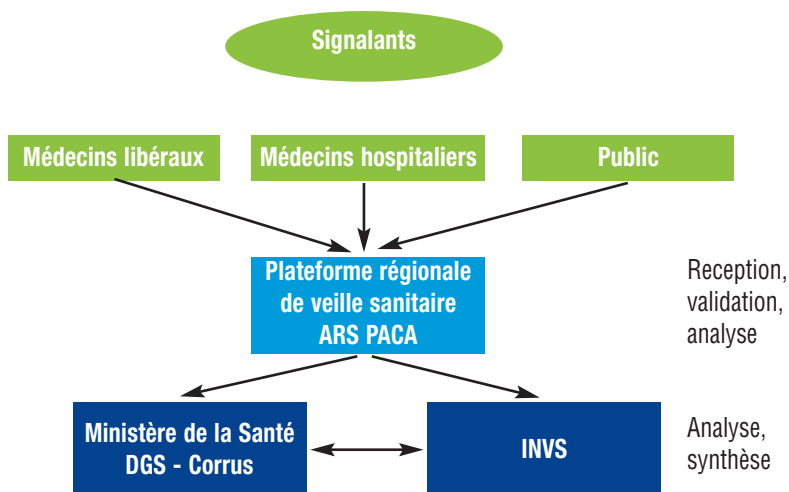 Signalants
Médecins libéraux
Médecins hospitaliers
Public
Plateforme régionale
de veille sanitaire
ARS PACA
Reception,
validation,
analyse
Ministère de la Santé
DGS - Corrus
INVS
Analyse,
synthèse